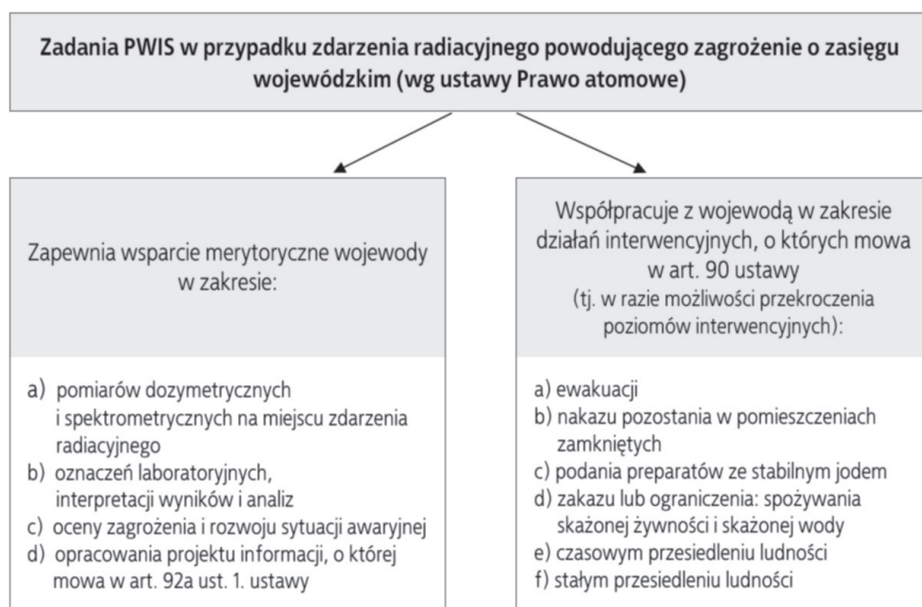 Zadania PWIS w przypadku zdarzenia radiacyjnego powodującego zagrożenie o zasięgu
wojewódzkim (wg ustawy Prawo atomowe)
Zapewnia wsparcie merytoryczne wojewody
w zakresie:
a) pomiarów dozymetrycznych
i spektrometrycznych na miejscu zdarzenia
radiacyjnego
b) oznaczeń laboratoryjnych,
interpretacji wyników i analiz
c) oceny zagrożenia i rozwoju sytuacji awaryjnej
d) opracowania projektu informacji, o której
mowa w art. 92a ust. 1. ustawy
Współpracuje z wojewodą w zakresie
działań interwencyjnych, o których mowa
w art. 90 ustawy
(tj. w razie możliwości przekroczenia
poziomów interwencyjnych):
a) ewakuacji
b) nakazu pozostania w pomieszczeniach
zamkniętych
c) podania preparatów ze stabilnym jodem
d) zakazu lub ograniczenia: spożywania
skażonej żywności i skażonej wody
e) czasowym przesiedleniu ludności
f) stałym przesiedleniu ludności